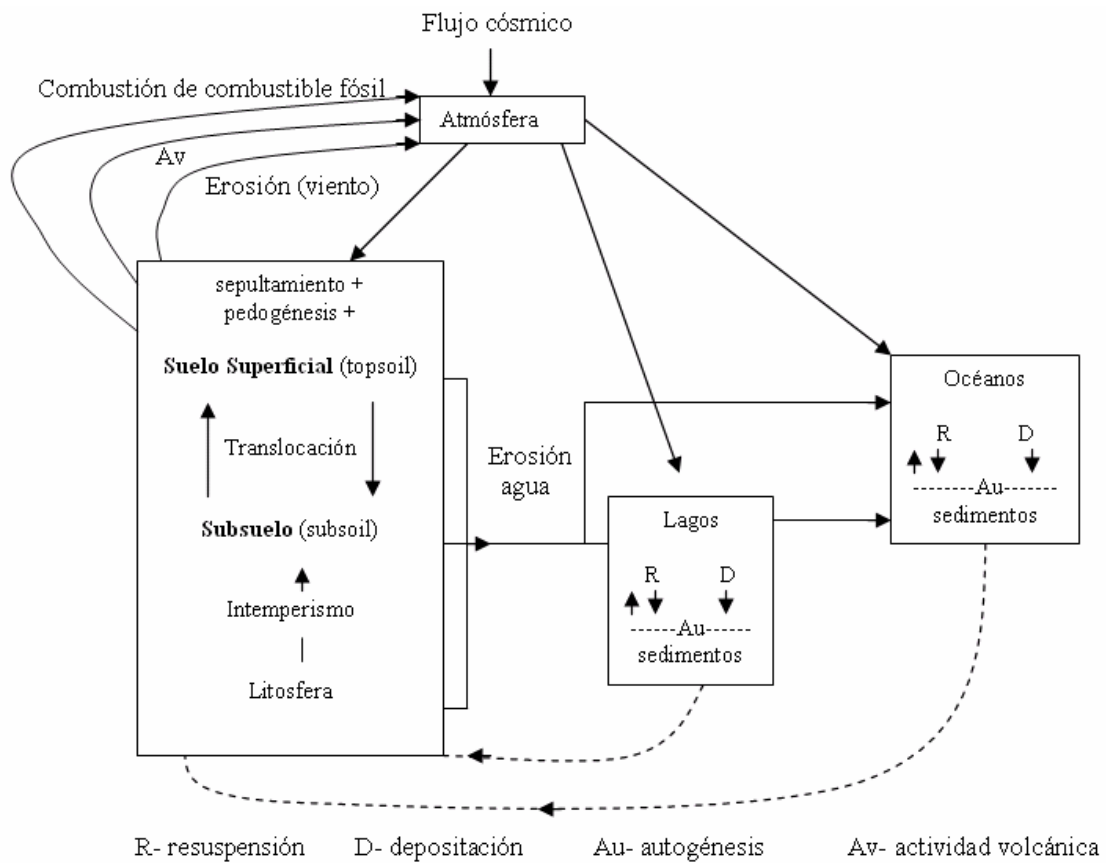 Flujo cósmico
Combustión de combustible fósil
Atmósfera
Av
Erosión (viento)
sepultamiento +
pedogénesis +
Suelo Superficial (topsoil)
Translocación
Subsuelo (subsoil)
Intemperismo
Litosfera
Erosión
agua
Lagos
R D
Au
sedimentos
Océanos
R D
Au
sedimentos
R- resuspensión D- depositación Au- autogénesis Av- actividad volcánica